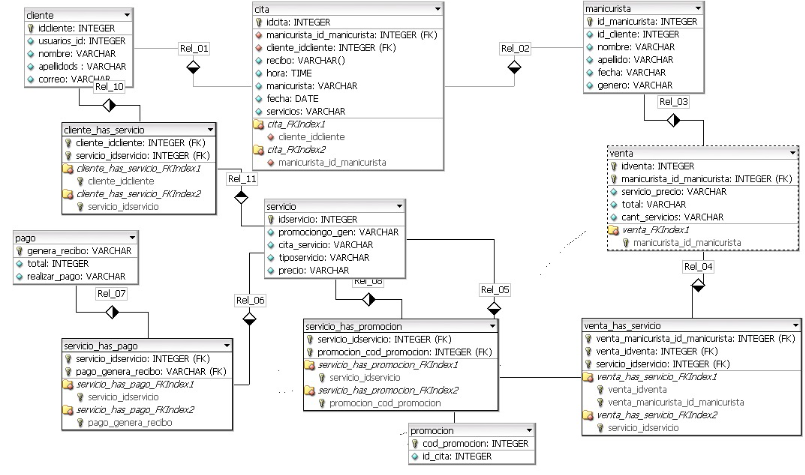 cliente
idcliente: INTEGER
usuarios_id: INTEGER
nombre: VARCHAR
apellidods : VARCHAR
correo: VARCHAR
Rel_01
cita
idcita: INTEGER
manicurista_id_manicurista: INTEGER (FK)
cliente_idcliente: INTEGER (FK)
recibo: VARCHAR()
hora: TIME
manicurista: VARCHAR
fecha: DATE
servicios: VARCHAR
cita_FKIndex1
cliente_idcliente
cita_FKIndex2
manicurista_id_manicurista
Rel_02
manicurista
id_manicurista: INTEGER
id_cliente: INTEGER
nombre: VARCHAR
apellido: VARCHAR
fecha: VARCHAR
genero: VARCHAR
Rel_10
Rel_03
cliente_has_servicio
cliente_idcliente: INTEGER (FK)
servicio_idservicio: INTEGER (FK)
cliente_has_servicio_FKIndex1
cliente_idcliente
cliente_has_servicio_FKIndex2
servicio_idservicio
Rel_11
venta
idventa: INTEGER
manicurista_id_manicurista: INTEGER (FK)
servicio_precio: VARCHAR
total: VARCHAR
cant_servicios: VARCHAR
venta_FKIndex1
manicurista_id_manicurista
servicio
idservicio: INTEGER
promociongo_gen: VARCHAR
cita_servicio: VARCHAR
tiposervicio: VARCHAR
precio: VARCHAR
pago
genera_recibo: VARCHAR
total: INTEGER
realizar_pago: VARCHAR
Rel_07
Rel_06
Rel_08
Rel_05
Rel_04
servicio_has_pago
servicio_idservicio: INTEGER (FK)
pago_genera_recibo: VARCHAR (FK)
servicio_has_pago_FKIndex1
servicio_idservicio
servicio_has_pago_FKIndex2
pago_genera_recibo
servicio_has_promocion
servicio_idservicio: INTEGER (FK)
promocion_cod_promocion: INTEGER (FK)
servicio_has_promocion_FKIndex1
servicio_idservicio
servicio_has_promocion_FKIndex2
promocion_cod_promocion
venta_has_servicio
venta_manicurista_id_manicurista: INTEGER (FK)
venta_idventa: INTEGER (FK)
servicio_idservicio: INTEGER (FK)
venta_has_servicio_FKIndex1
venta_idventa
venta_manicurista_id_manicurista
venta_has_servicio_FKIndex2
servicio_idservicio
promocion
cod_promocion: INTEGER
id_cita: INTEGER